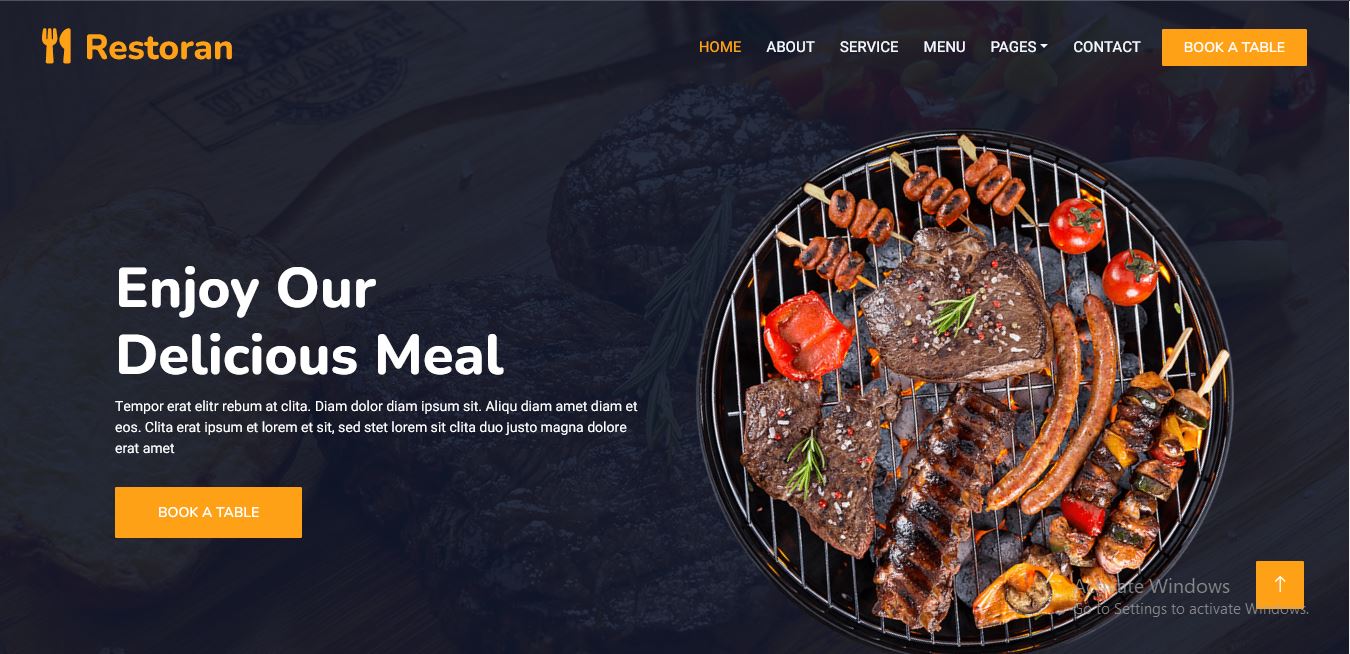 Restoran
HOME ABOUT SERVICE MENU PAGES CONTACT BOOK A TABLE
Enjoy Our
Delicious Meal
Tempor erat elitr rebum at clita. Diam dolor diam ipsum sit. Aliqu diam amet diam et
eos. Clita erat ipsum et lorem et sit, sed stet lorem sit clita duo justo magna dolore
erat amet
BOOK A TABLE
Activate Windows
Go to Settings to activate Windows.